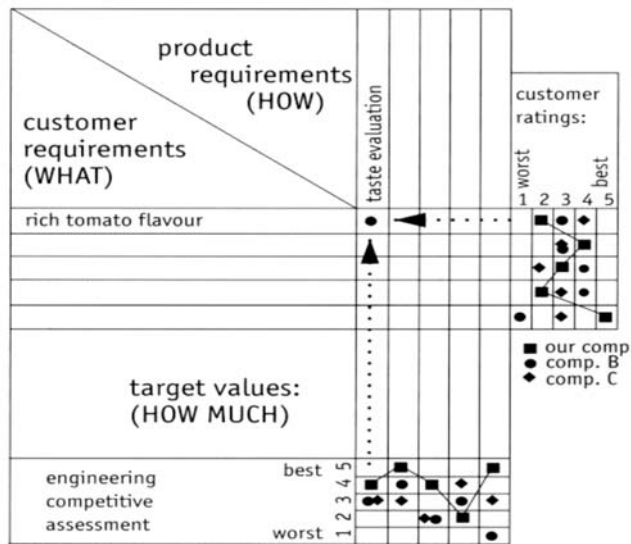 product
requirements
(HOW)
customer
requirements
(WHAT)
taste evaluation
customer
ratings:
worst
best
1 2 3 4 5
rich tomato flavour
our comp
comp. B
comp. C
target values:
(HOW MUCH)
engineering
competitive
assessment
best
worst
5
4
3
2
1